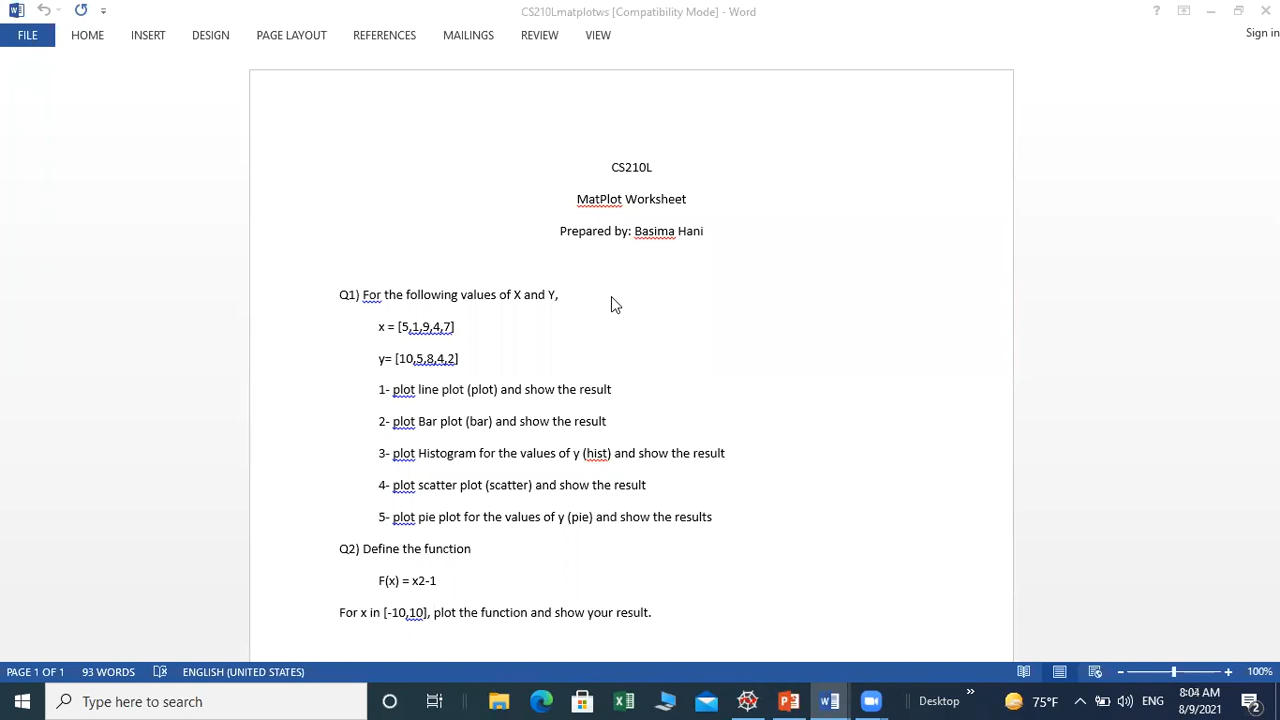 CS210Lmatplotws [Compatibility Mode] - Word
?
FILE HOME INSERT DESIGN PAGE LAYOUT REFERENCES MAILINGS REVIEW VIEW Sign in
CS210L
MatPlot Worksheet
Prepared by: Basima Hani
Q1) For the following values of X and Y,
x = [5,1,9,4,7]
y= [10,5,8,4,2]
1- plot line plot (plot) and show the result
2- plot Bar plot (bar) and show the result
3- plot Histogram for the values of y (hist) and show the result
4- plot scatter plot (scatter) and show the result
5- plot pie plot for the values of y (pie) and show the results
Q2) Define the function
F(x) = x2-1
For x in [-10,10], plot the function and show your result.
PAGE 1 OF 1 93 WORDS ENGLISH (UNITED STATES) 100%
Type here to search Desktop » 75°F ENG 8:04 AM
8/9/2021 2